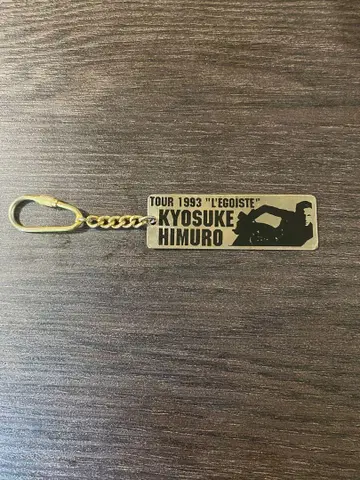 TOUR 1993 "L'EGOISTE"
KYOSUKE
HIMURO